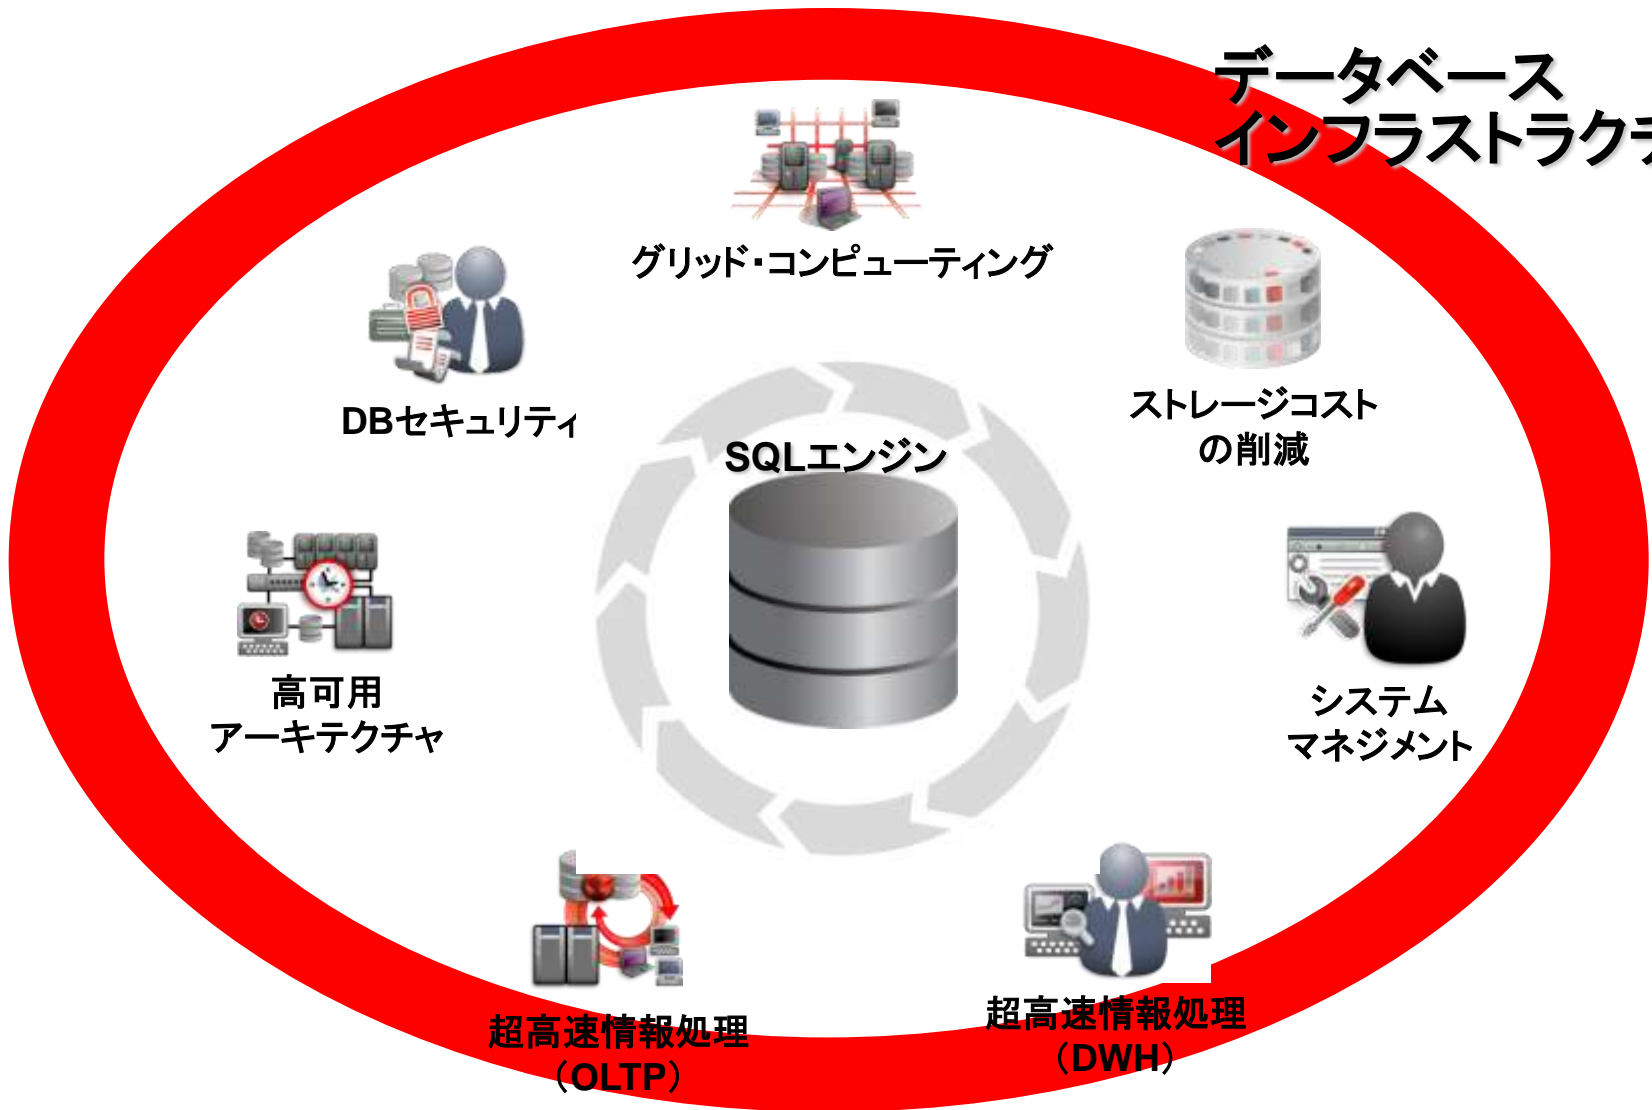 データベース
インフラストラクチ
グリッド・コンピューティング
DBセキュリティ
ストレージコスト
の削減
SQLエンジン
高可用
アーキテクチャ
システム
マネジメント
超高速情報処理
（OLTP）
超高速情報処理
（DWH）